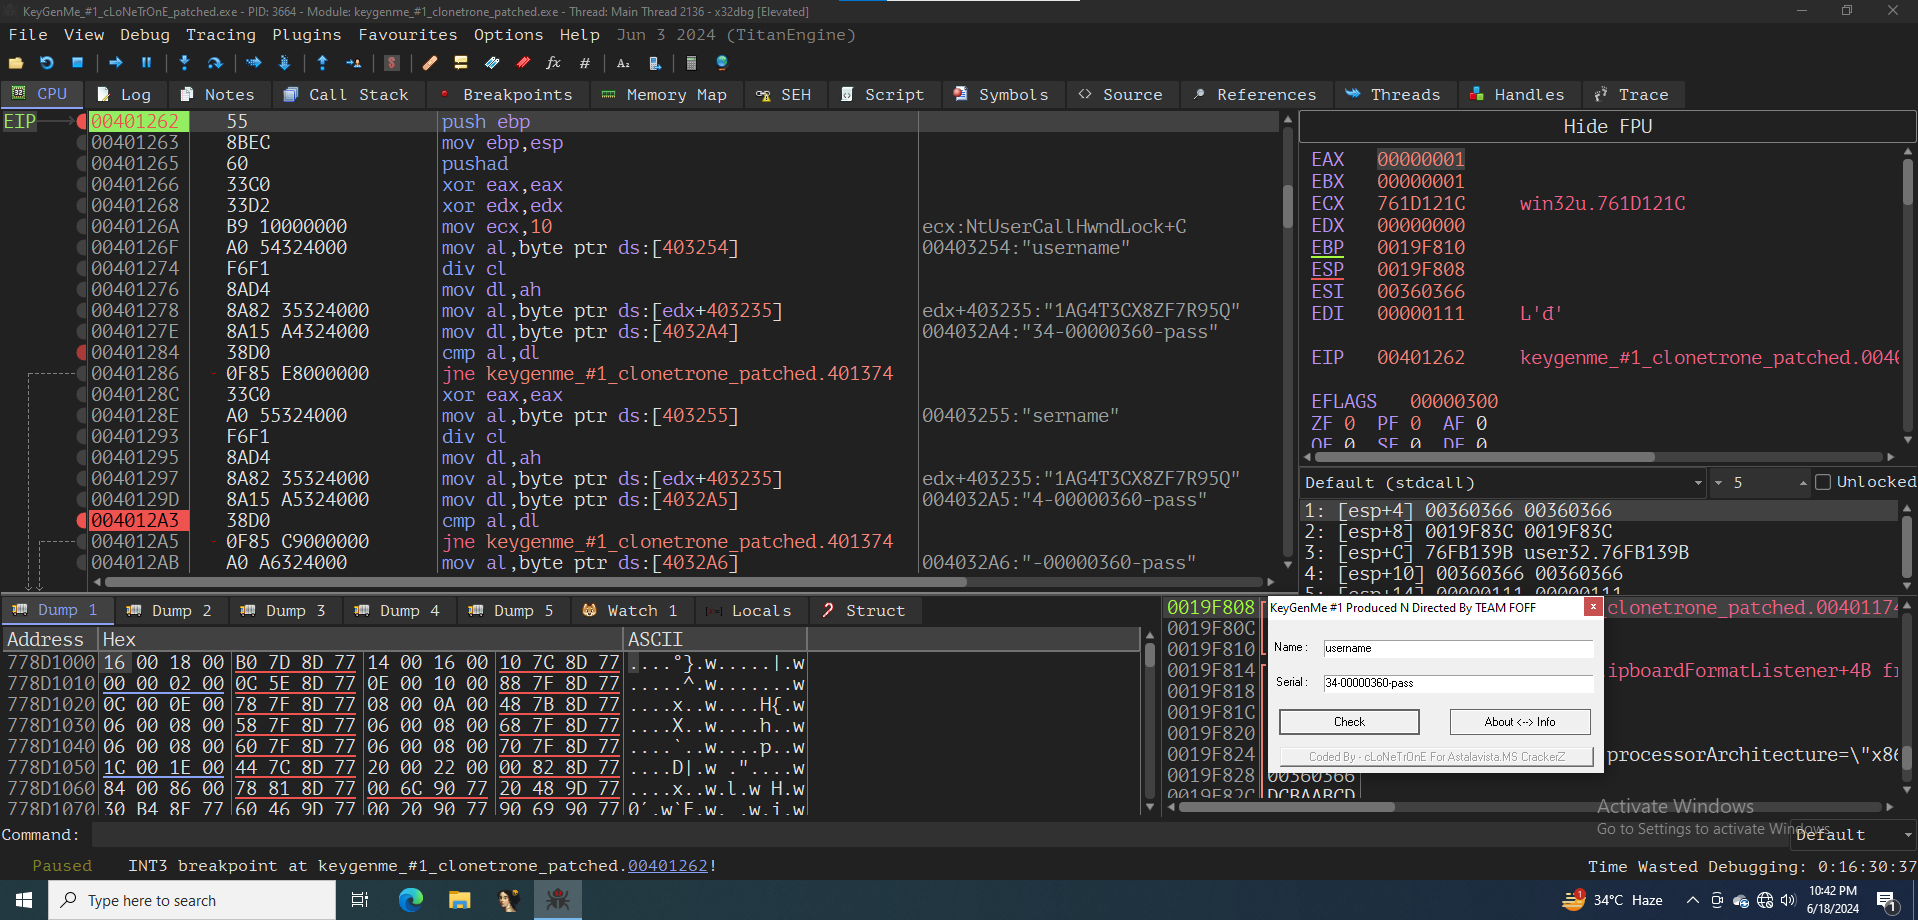 KeyGenMe_#1_cLoNeTrOnE_patched.exe - PID: 3664 - Module: keygenme_#1_clonetrone_patched.exe - Thread: Main Thread 2136 - x32dbg [Elevated]
File View Debug Tracing Plugins Favourites Options Help Jun 3 2024 (TitanEngine)
CPU Log Notes Call Stack Breakpoints Memory Map SEH Script Symbols Source References Threads Handles Trace
EIP 00401262 55 push ebp
00401263 8BEC mov ebp,esp
00401265 60 pushad
00401266 33C0 xor eax,eax
00401268 33D2 xor edx,edx
0040126A B9 10000000 mov ecx,10 ecx:NtUserCallHwndLock+C
0040126F A0 54324000 mov al,byte ptr ds:[403254] 00403254:"username"
00401274 F6F1 div cl
00401276 8AD4 mov dl,ah
00401278 8A82 35324000 mov al,byte ptr ds:[edx+403235] edx+403235:"1AG4T3CX8ZF7R95Q"
0040127E 8A15 A4324000 mov dl,byte ptr ds:[4032A4] 004032A4:"34-00000360-pass"
00401284 38D0 cmp al,dl
00401286 0F85 E8000000 jne keygenme_#1_clonetrone_patched.401374
0040128C 33C0 xor eax,eax
0040128E A0 55324000 mov al,byte ptr ds:[403255] 00403255:"sername"
00401293 F6F1 div cl
00401295 8AD4 mov dl,ah
00401297 8A82 35324000 mov al,byte ptr ds:[edx+403235] edx+403235:"1AG4T3CX8ZF7R95Q"
0040129D 8A15 A5324000 mov dl,byte ptr ds:[4032A5] 004032A5:"4-00000360-pass"
004012A3 38D0 cmp al,dl
004012A5 0F85 C9000000 jne keygenme_#1_clonetrone_patched.401374
004012AB A0 A6324000 mov al,byte ptr ds:[4032A6] 004032A6:"-00000360-pass"
Hide FPU
EAX 00000001
EBX 00000001
ECX 761D121C win32u.761D121C
EDX 00000000
EBP 0019F810
ESP 0019F808
ESI 00360366
EDI 00000111 L'đ'
EIP 00401262 keygenme_#1_clonetrone_patched.0040
EFLAGS 00000300
ZF 0 PF 0 AF 0
OF 0 SF 0 DF 0
Default (stdcall) 5 Unlocked
1: [esp+4] 00360366 00360366
2: [esp+8] 0019F83C 0019F83C
3: [esp+C] 76FB139B user32.76FB139B
4: [esp+10] 00360366 00360366
5: [esp+14] 00000111 00000111
Dump 1 Dump 2 Dump 3 Dump 4 Dump 5 Watch 1 Locals Struct
Address Hex ASCII
778D1000 16 00 18 00 B0 7D 8D 77 14 00 16 00 10 7C 8D 77 ....°}.w.....|.w
778D1010 00 00 02 00 0C 5E 8D 77 0E 00 10 00 88 7F 8D 77 .....^.w.......w
778D1020 0C 00 0E 00 78 7F 8D 77 08 00 0A 00 48 7B 8D 77 ....x..w....H{.w
778D1030 06 00 08 00 58 7F 8D 77 06 00 08 00 68 7F 8D 77 ....X..w....h..w
778D1040 06 00 08 00 60 7F 8D 77 06 00 08 00 70 7F 8D 77 ....`..w....p..w
778D1050 1C 00 1E 00 44 7C 8D 77 20 00 22 00 00 82 8D 77 ....D|.w ."....w
778D1060 84 00 86 00 78 81 8D 77 00 6C 90 77 20 48 9D 77 ....x..w.l.w H.w
778D1070 30 B4 8F 77 60 46 9D 77 00 20 90 77 90 69 90 77 0´.w`F.w. .w.i.w
0019F808 clonetrone_patched.00401174
0019F80C
0019F810
0019F814 ipboardFormatListener+4B fr
0019F818
0019F81C
0019F820
0019F824 processorArchitecture=\"x86
0019F828 00360366
0019F82C DCBAABCD
KeyGenMe #1 Produced N Directed By TEAM FOFF x
Name : username
Serial : 34-00000360-pass
Check About <--> Info
Coded By - cLoNeTrOnE For Astalavista.MS CrackerZ
Activate Windows
Go to Settings to activate Windows.
Command: Default
Paused INT3 breakpoint at keygenme_#1_clonetrone_patched.00401262! Time Wasted Debugging: 0:16:30:37
Type here to search 1 34°C Haze 10:42 PM
6/18/2024 1